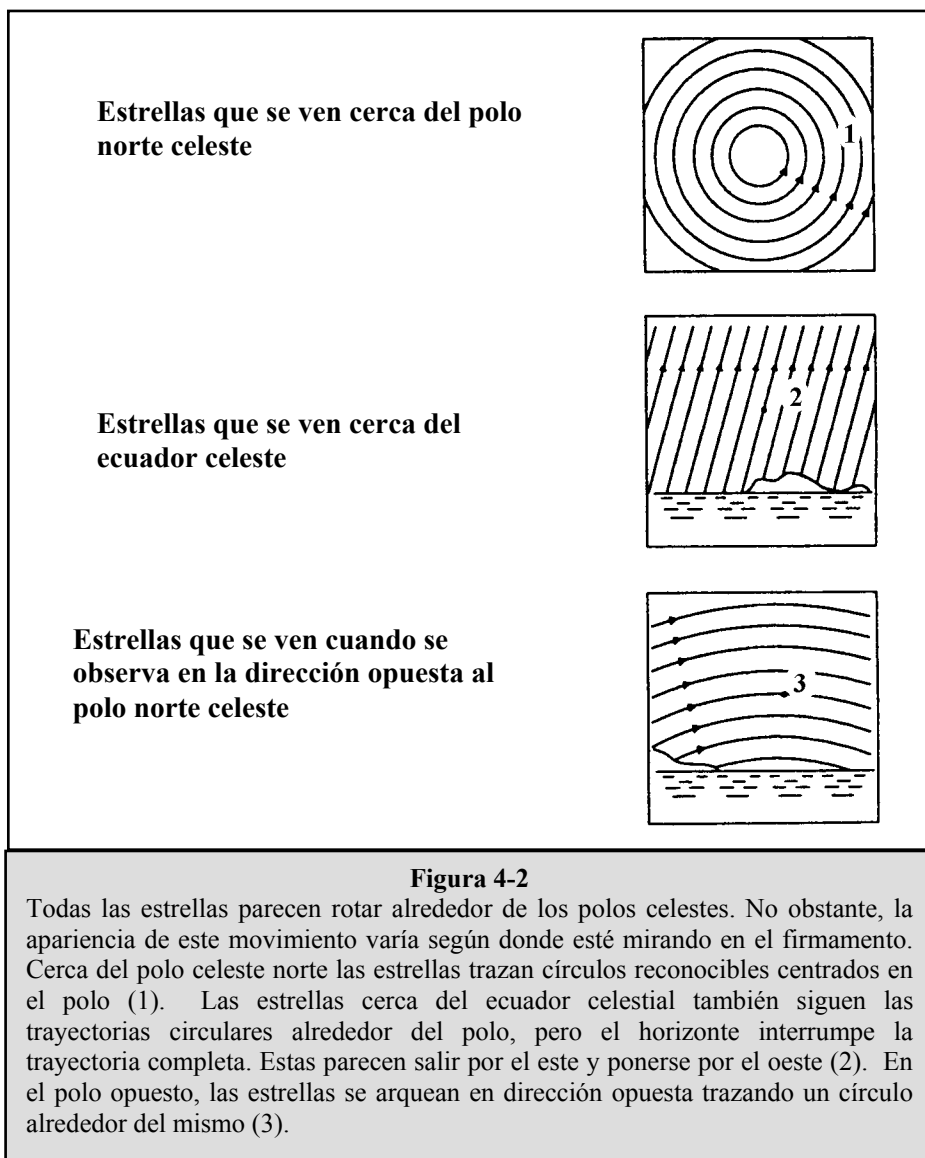 Estrellas que se ven cerca del polo
norte celeste
1
Estrellas que se ven cerca del
ecuador celeste
2
Estrellas que se ven cuando se
observa en la dirección opuesta al
polo norte celeste
3
Figura 4-2
Todas las estrellas parecen rotar alrededor de los polos celestes. No obstante, la
apariencia de este movimiento varía según donde esté mirando en el firmamento.
Cerca del polo celeste norte las estrellas trazan círculos reconocibles centrados en
el polo (1). Las estrellas cerca del ecuador celestial también siguen las
trayectorias circulares alrededor del polo, pero el horizonte interrumpe la
trayectoria completa. Estas parecen salir por el este y ponerse por el oeste (2). En
el polo opuesto, las estrellas se arquean en dirección opuesta trazando un círculo
alrededor del mismo (3).